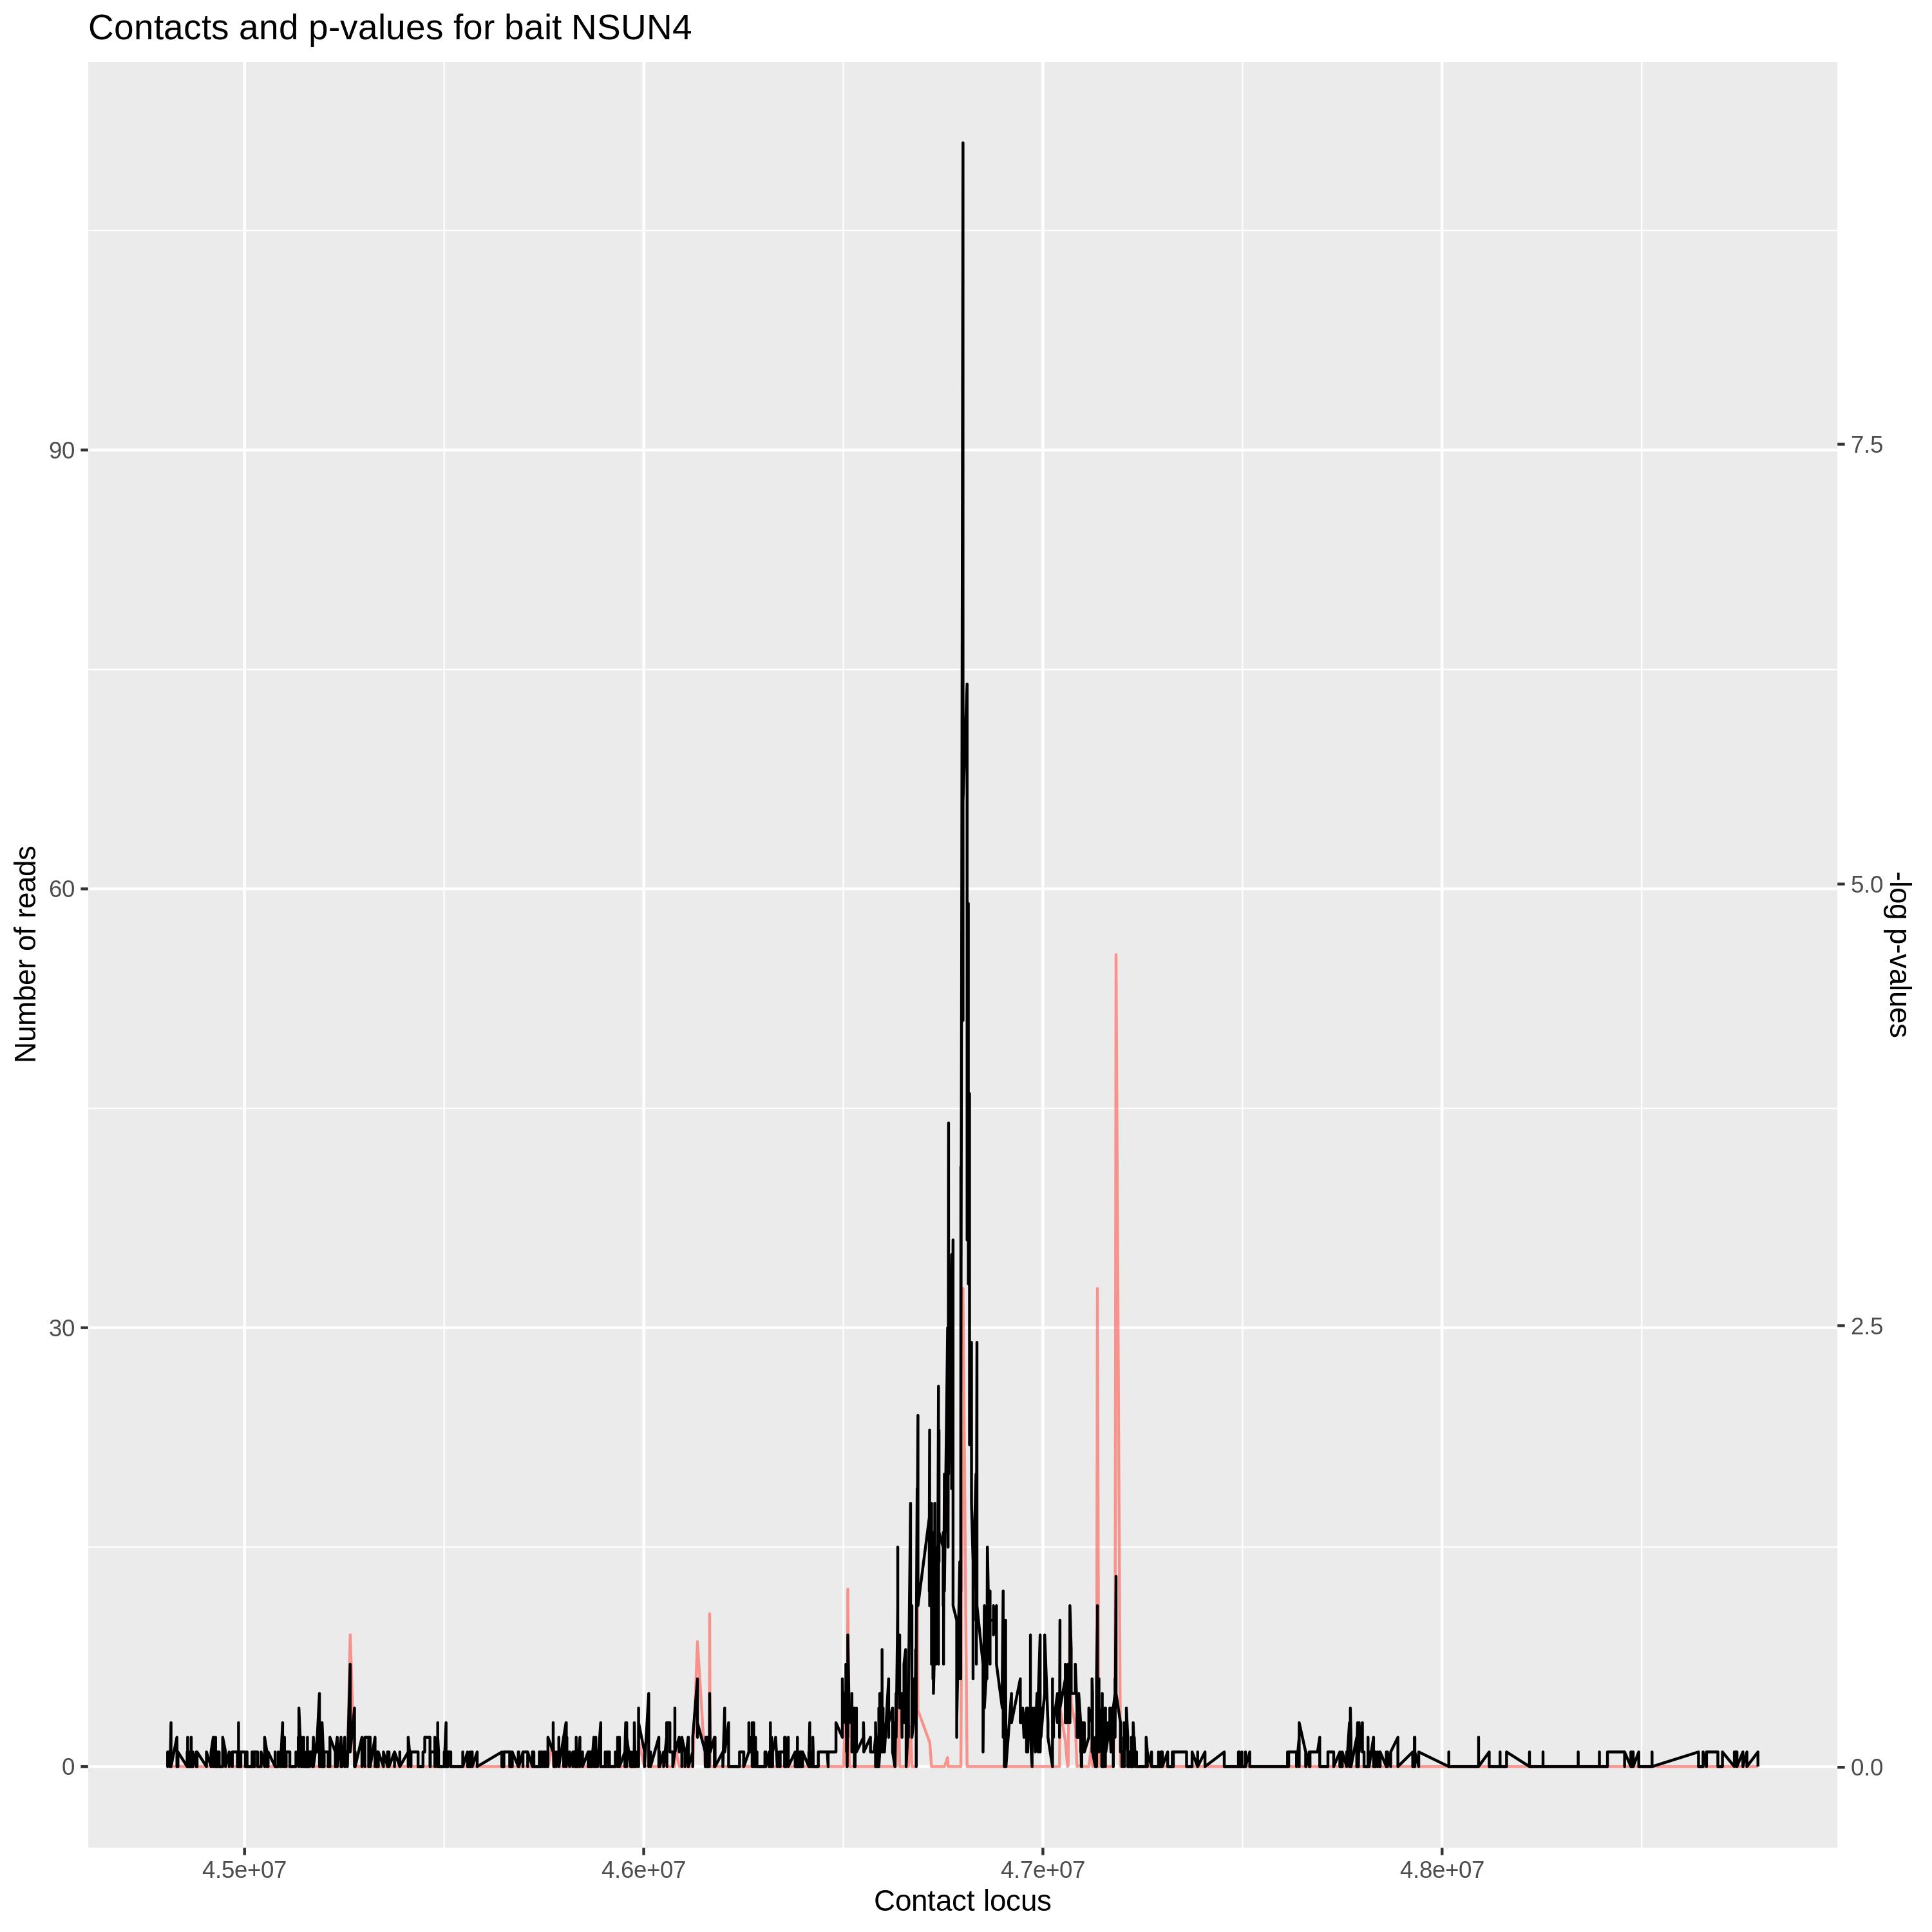 Contacts and p-values for bait NSUN4
Number of reads
90
60
30
0
7.5
5.0
2.5
0.0
-log p-values
4.5e+07
4.6e+07
4.7e+07
4.8e+07
Contact locus